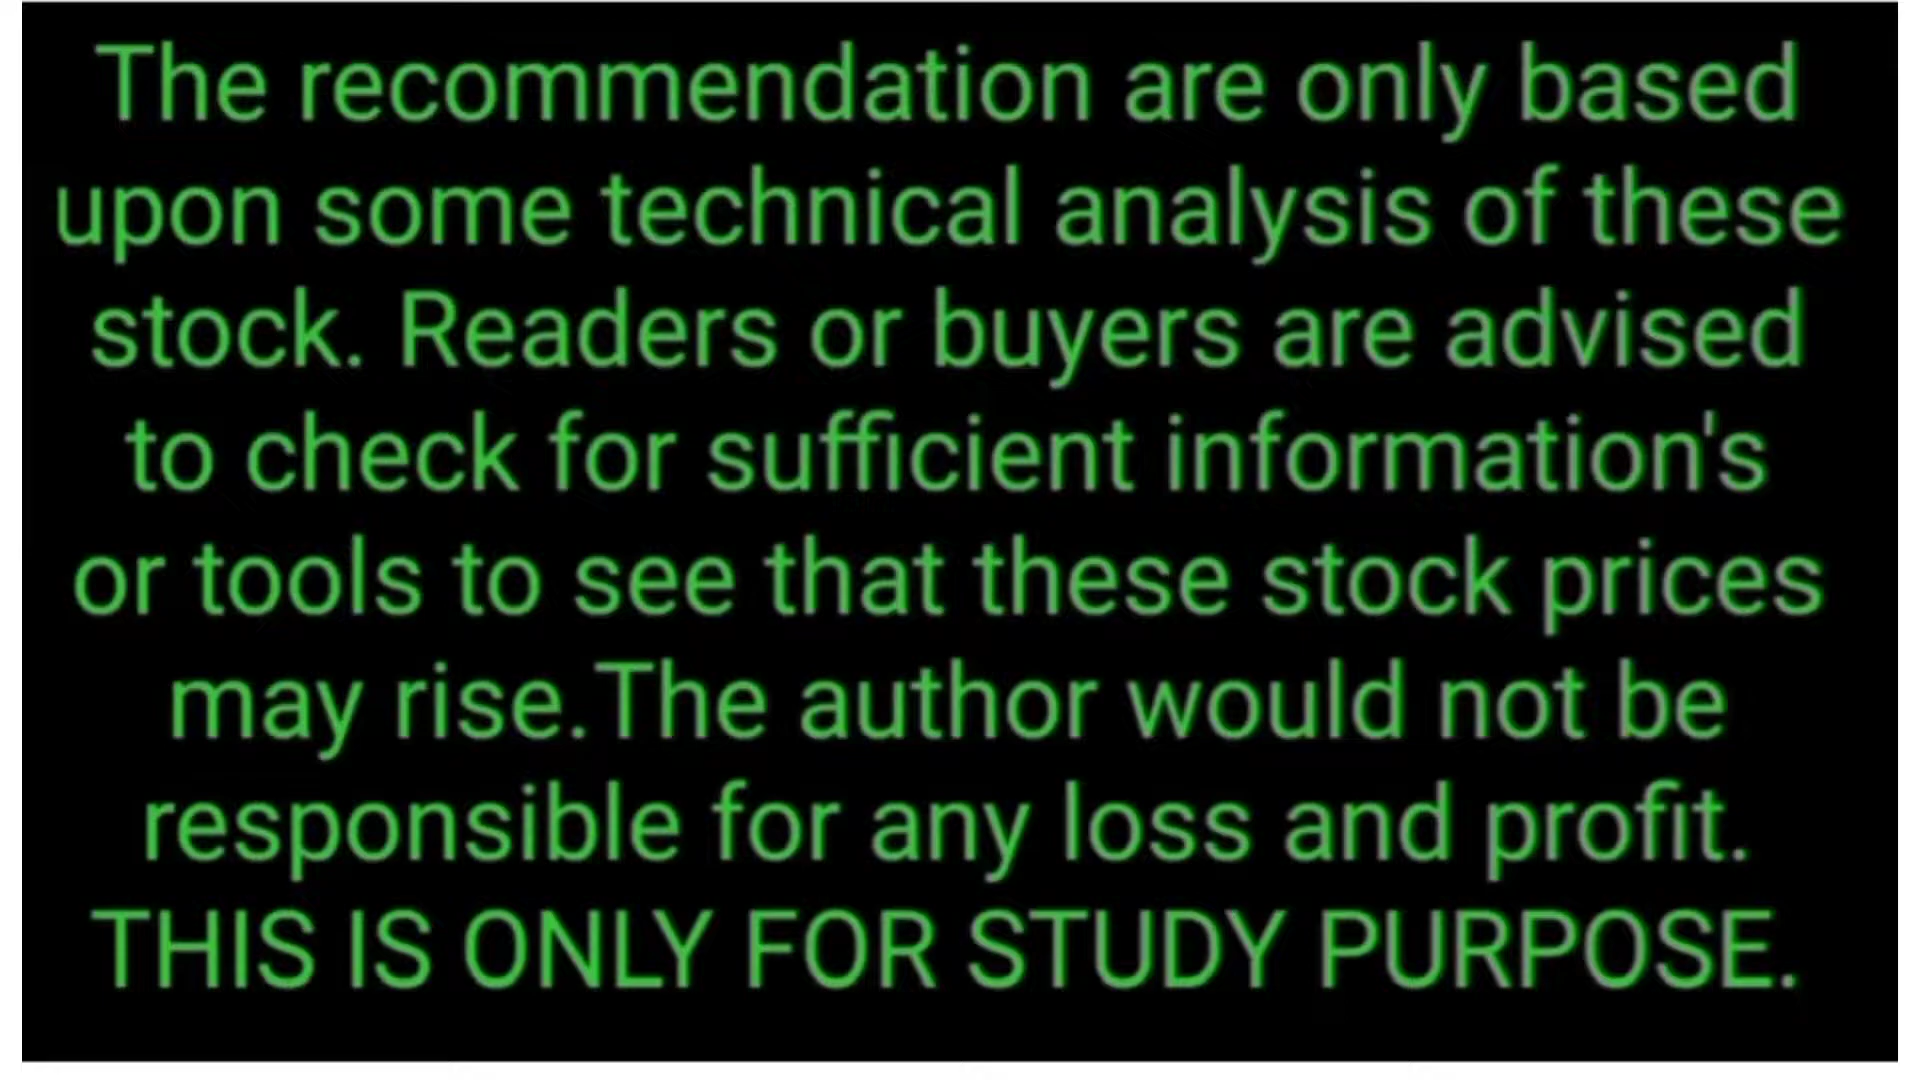 The recommendation are only based
upon some technical analysis of these
stock. Readers or buyers are advised
to check for sufficient information's
or tools to see that these stock prices
may rise.The author would not be
responsible for any loss and profit.
THIS IS ONLY FOR STUDY PURPOSE.